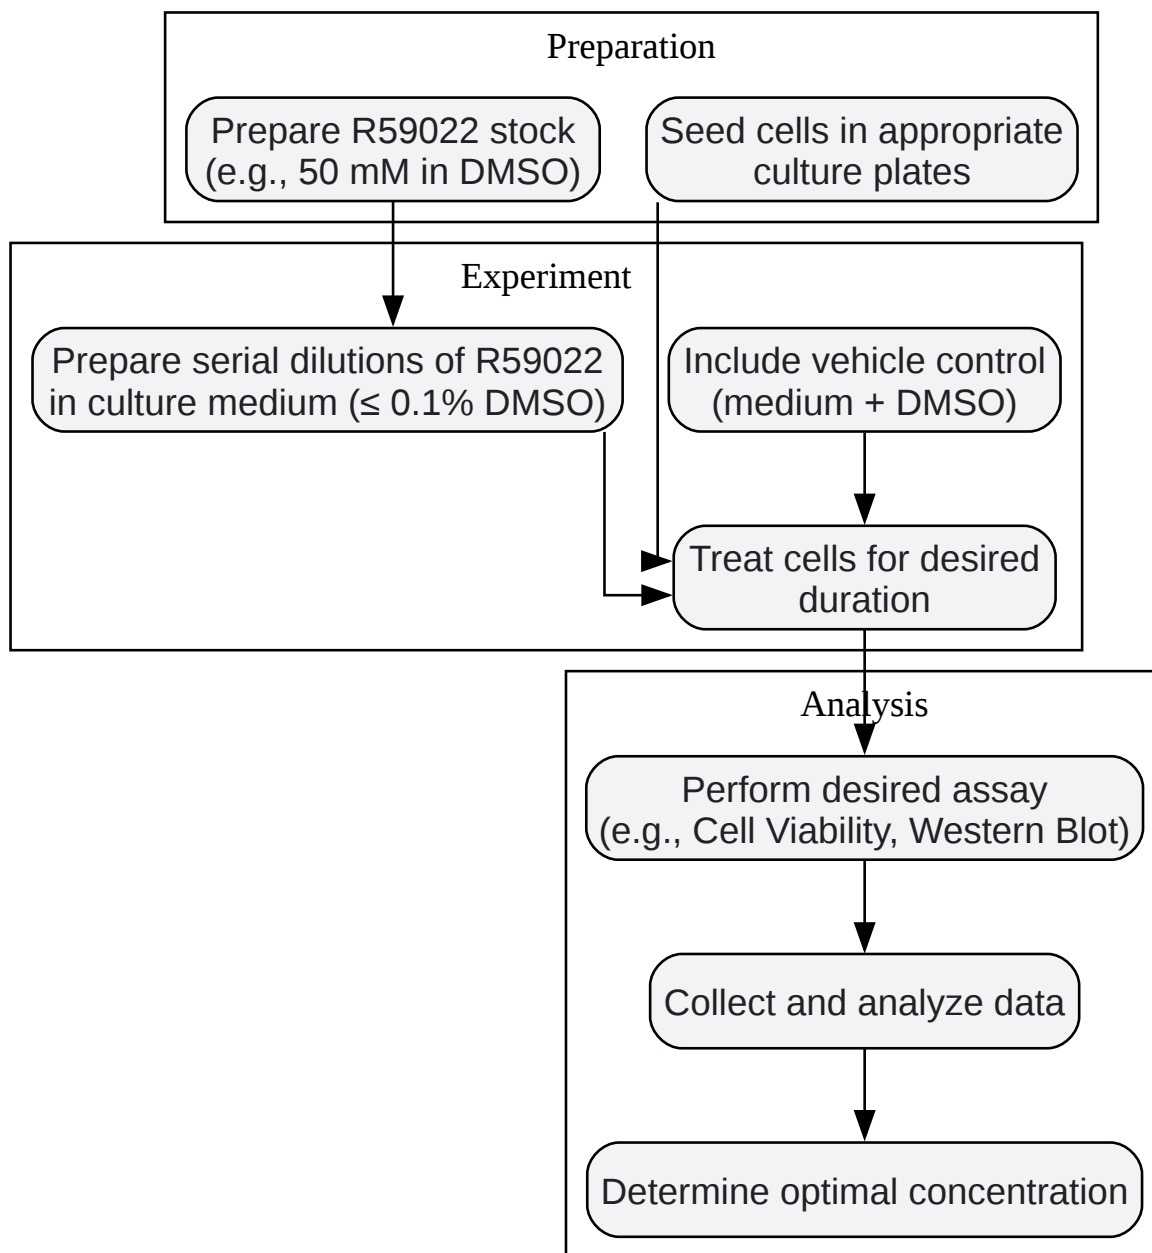 Preparation
Prepare R59022 stock
(e.g., 50 mM in DMSO)
Seed cells in appropriate
culture plates
Experiment
Prepare serial dilutions of R59022
in culture medium (≤ 0.1% DMSO)
Include vehicle control
(medium + DMSO)
Treat cells for desired
duration
Analysis
Perform desired assay
(e.g., Cell Viability, Western Blot)
Collect and analyze data
Determine optimal concentration